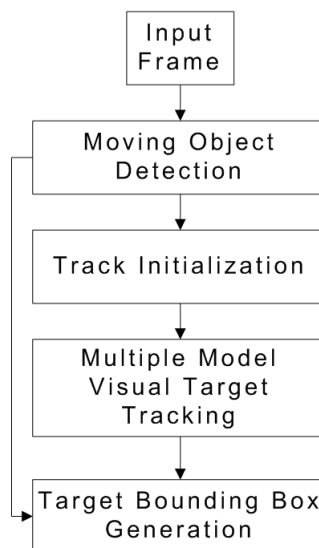 Input
Frame
Moving Object
Detection
Track Initialization
Multiple Model
Visual Target
Tracking
Target Bounding Box
Generation